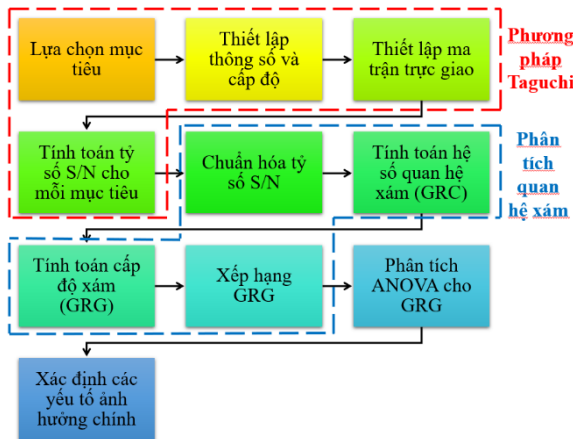 Lựa chọn mục
tiêu
Thiết lập
thông số và
cấp độ
Thiết lập ma
trận trực giao
Phương
pháp
Taguchi
Tính toán tỷ
số S/N cho
mỗi mục tiêu
Chuẩn hóa tỷ
số S/N
Tính toán hệ
số quan hệ
xám (GRC)
Phân
tích
quan
hệ xám
Tính toán cấp
độ xám
(GRG)
Xếp hạng
GRG
Phân tích
ANOVA cho
GRG
Xác định các
yếu tố ảnh
hưởng chính